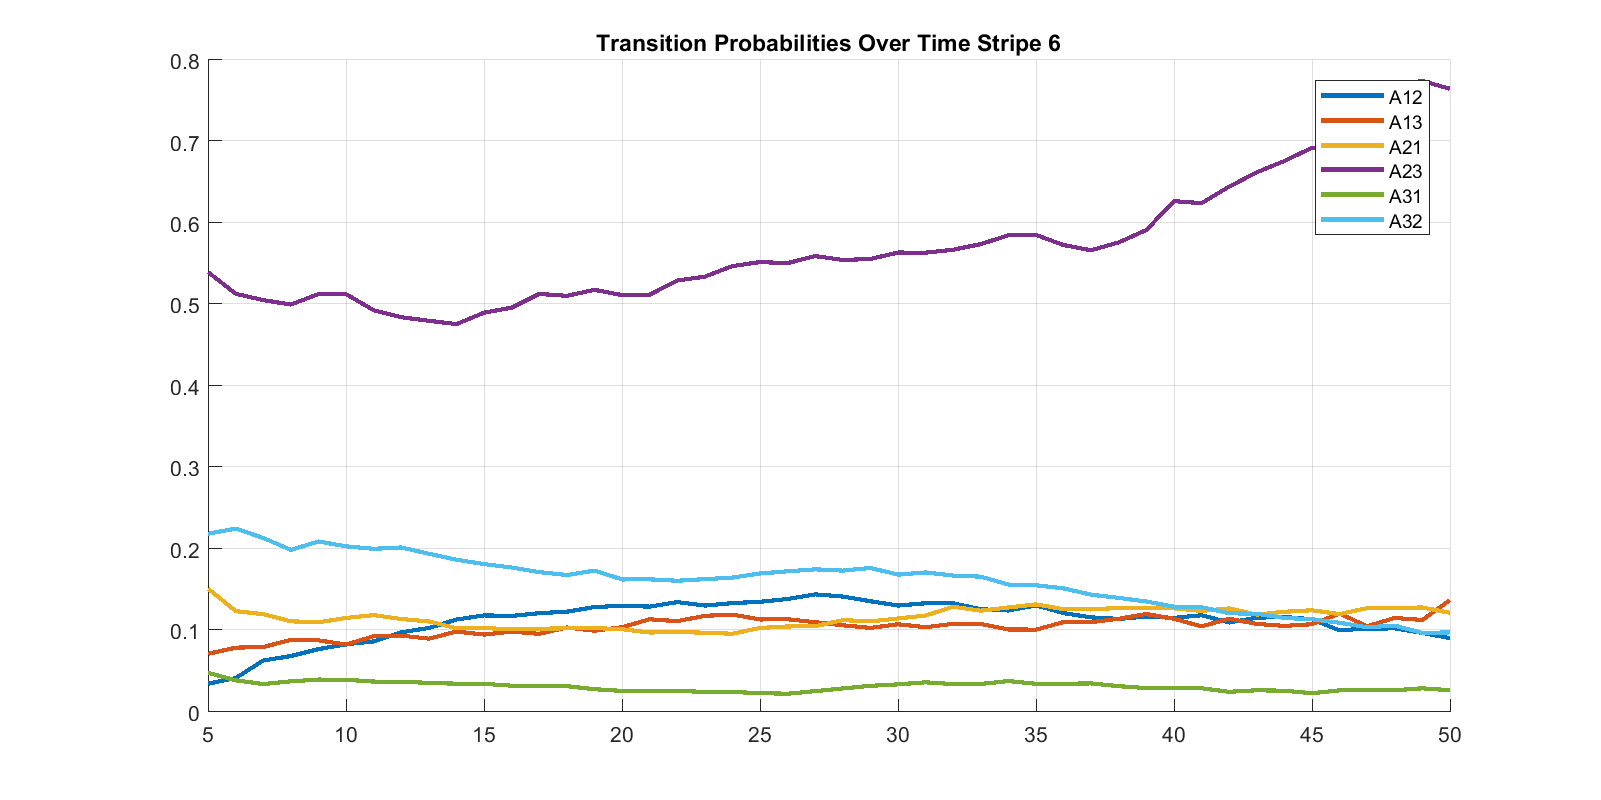 Transition Probabilities Over Time Stripe 6
0.8
0.7
0.6
0.5
0.4
0.3
0.2
0.1
0
5 10 15 20 25 30 35 40 45 50
A12
A13
A21
A23
A31
A32